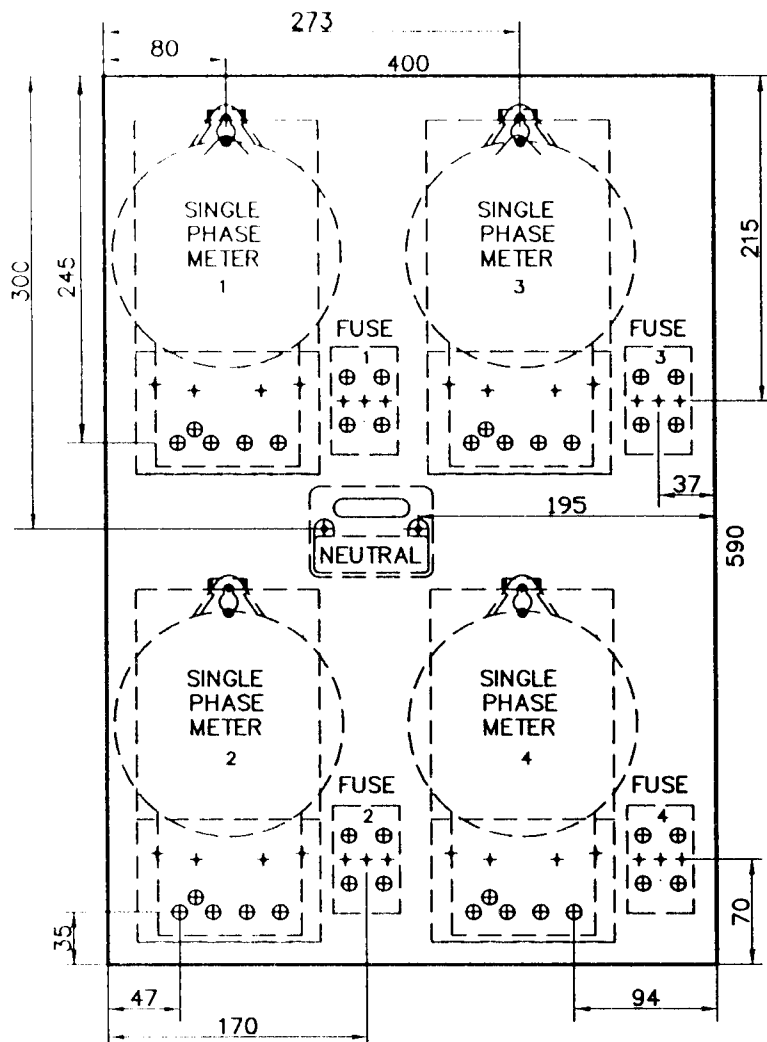 273
80
400
SINGLE
PHASE
METER
1
SINGLE
PHASE
METER
3
300
245
215
FUSE
1
FUSE
3
37
195
NEUTRAL
590
SINGLE
PHASE
METER
2
SINGLE
PHASE
METER
4
FUSE
2
FUSE
4
35
70
47
94
170